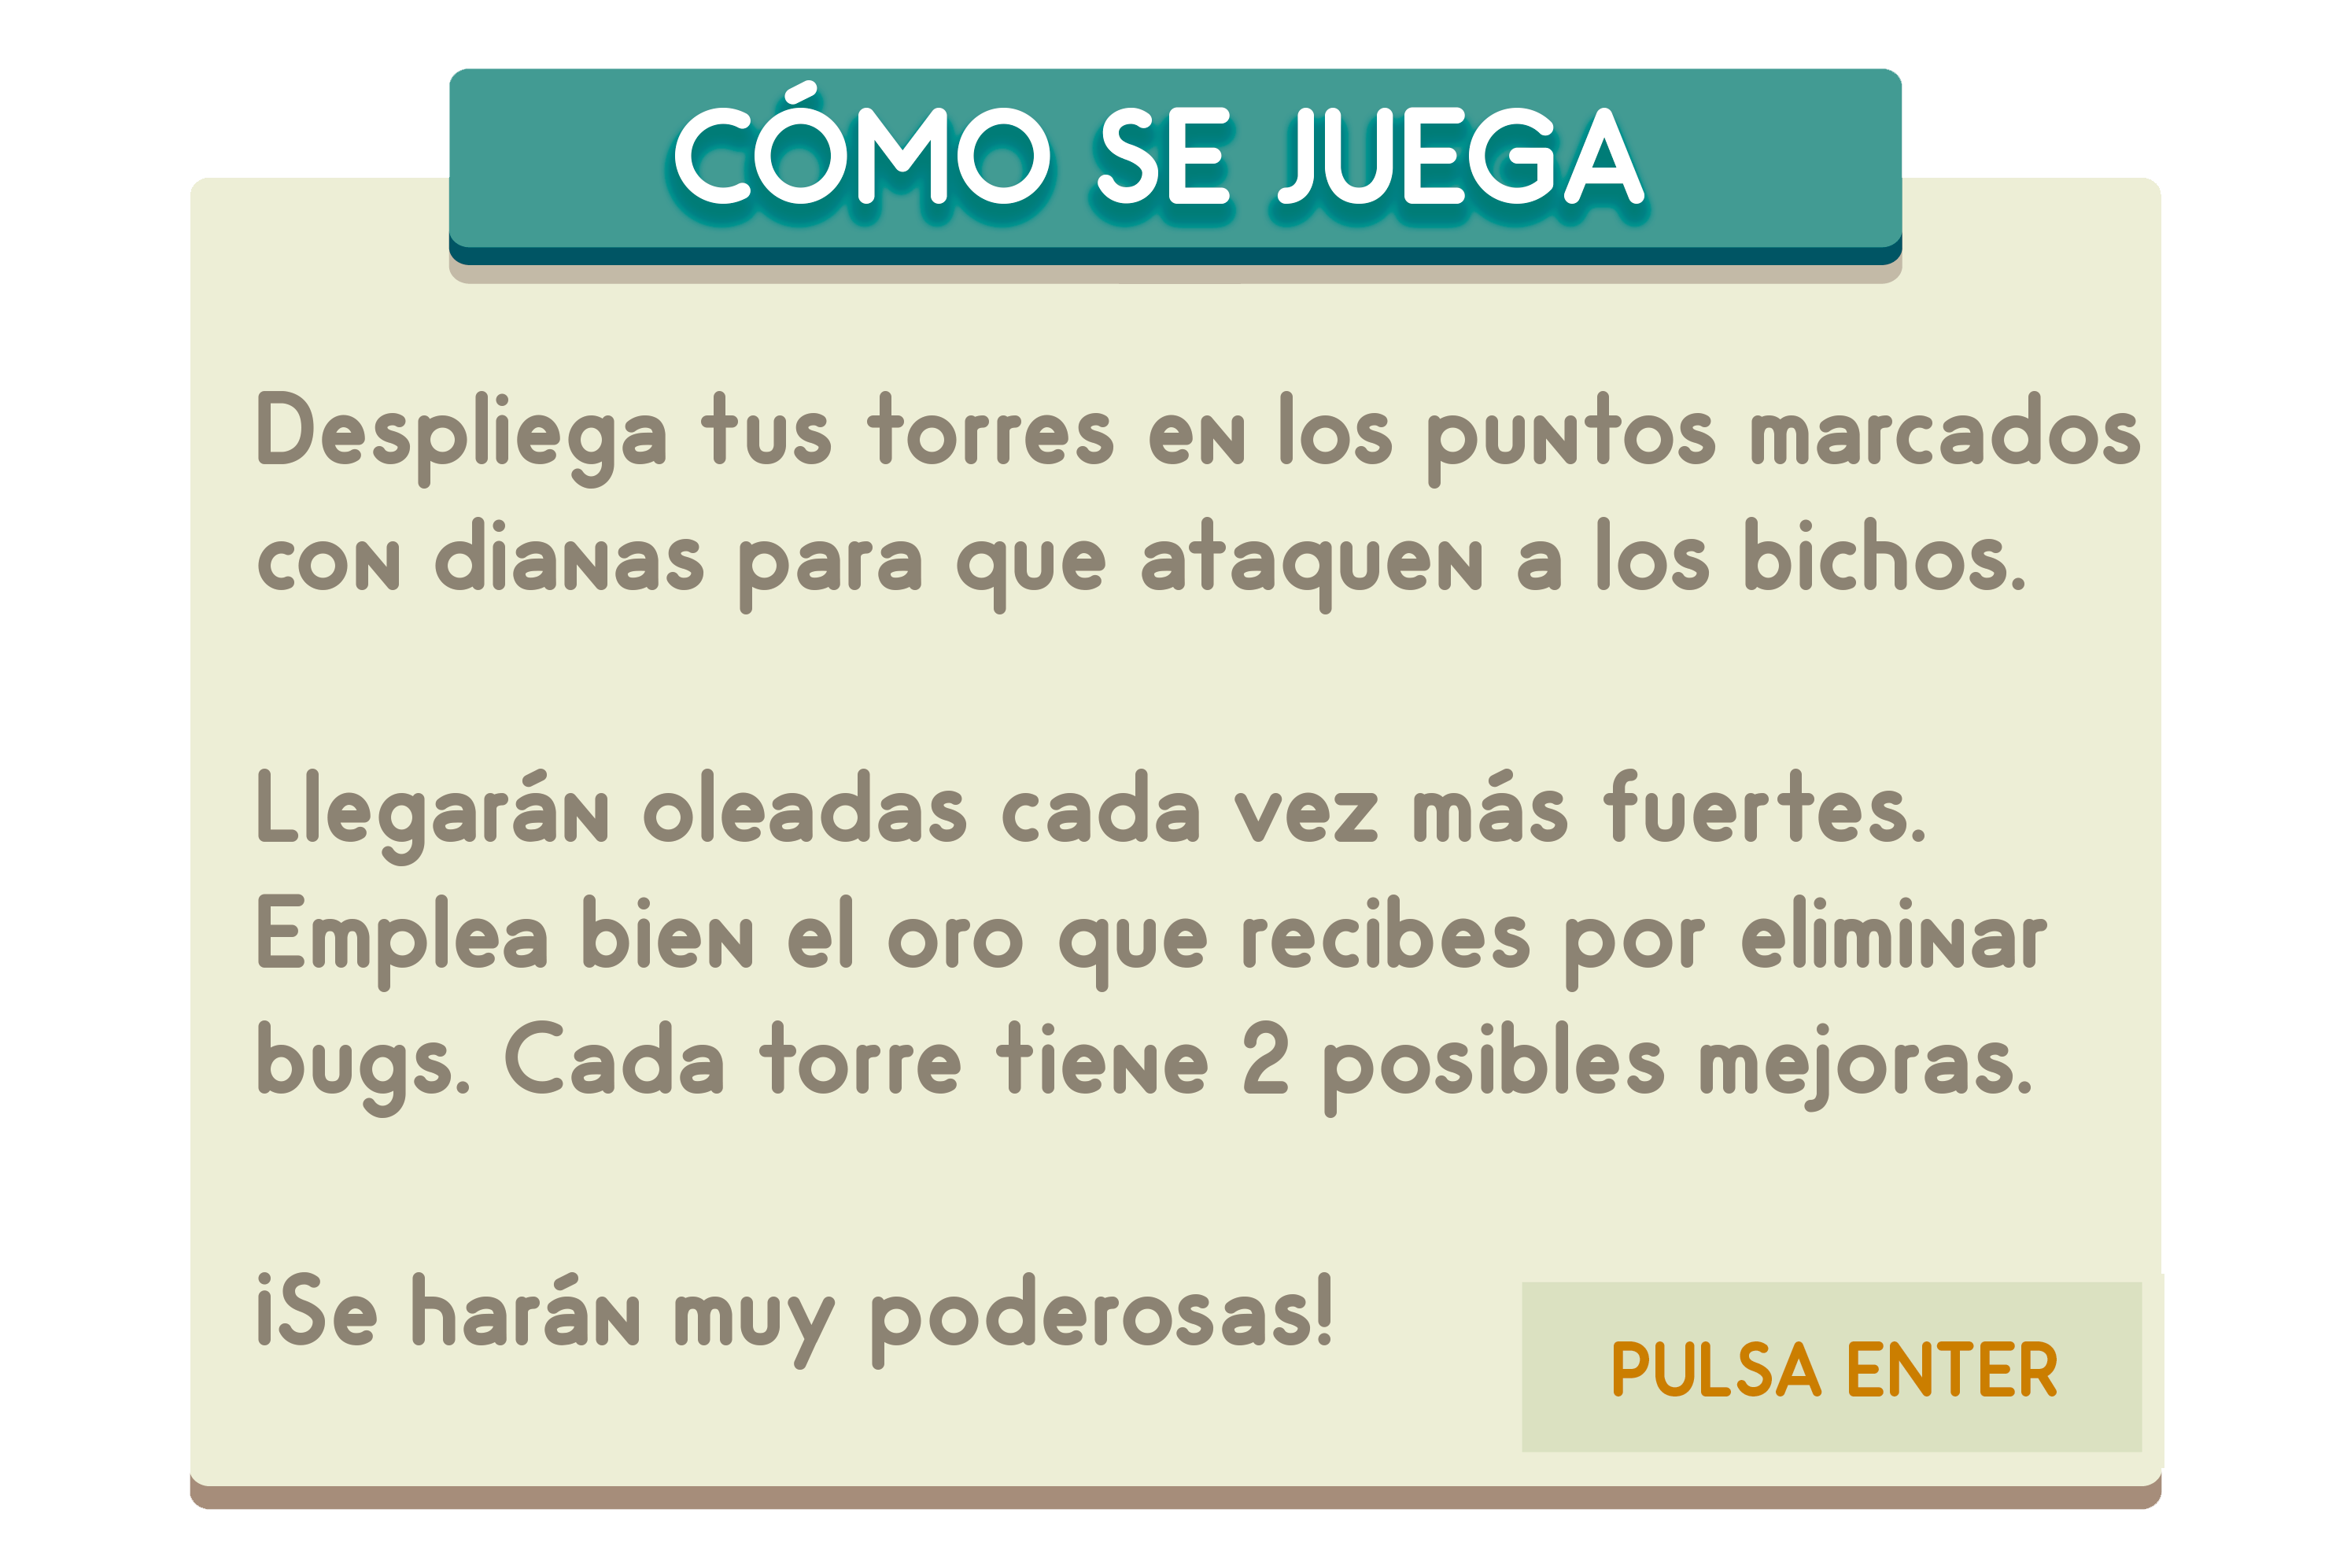 CÓMO SE JUEGA
Despliega tus torres en los puntos marcados
con dianas para que ataquen a los bichos.
Llegarán oleadas cada vez más fuertes.
Emplea bien el oro que recibes por eliminar
bugs. Cada torre tiene 2 posibles mejoras.
¡Se harán muy poderosas!
PULSA ENTER